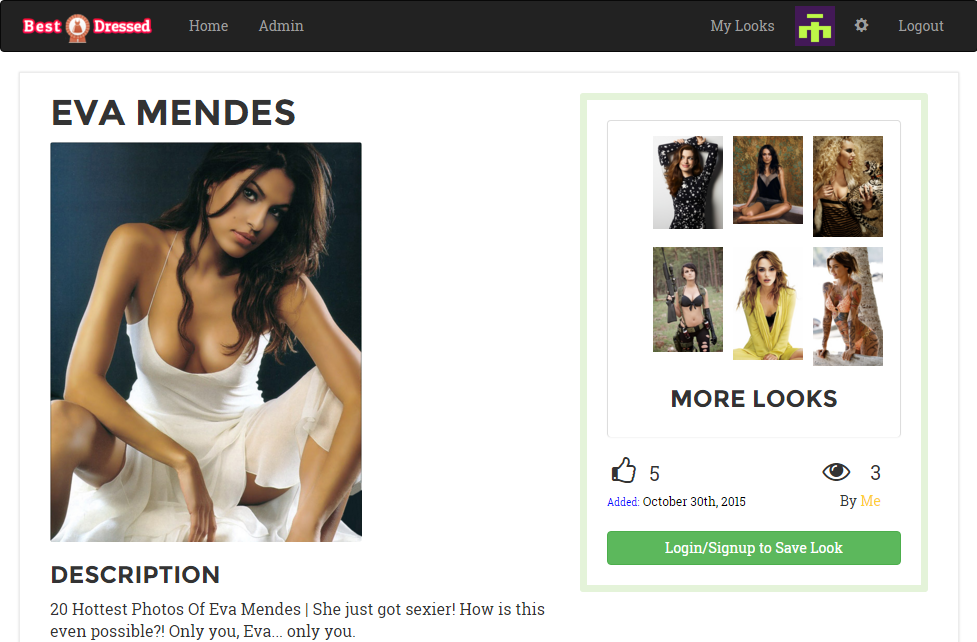 Best Dressed Home Admin My Looks Logout
EVA MENDES
DESCRIPTION
20 Hottest Photos Of Eva Mendes | She just got sexier! How is this
even possible?! Only you, Eva... only you.
MORE LOOKS
5 3
Added: October 30th, 2015 By Me
Login/Signup to Save Look